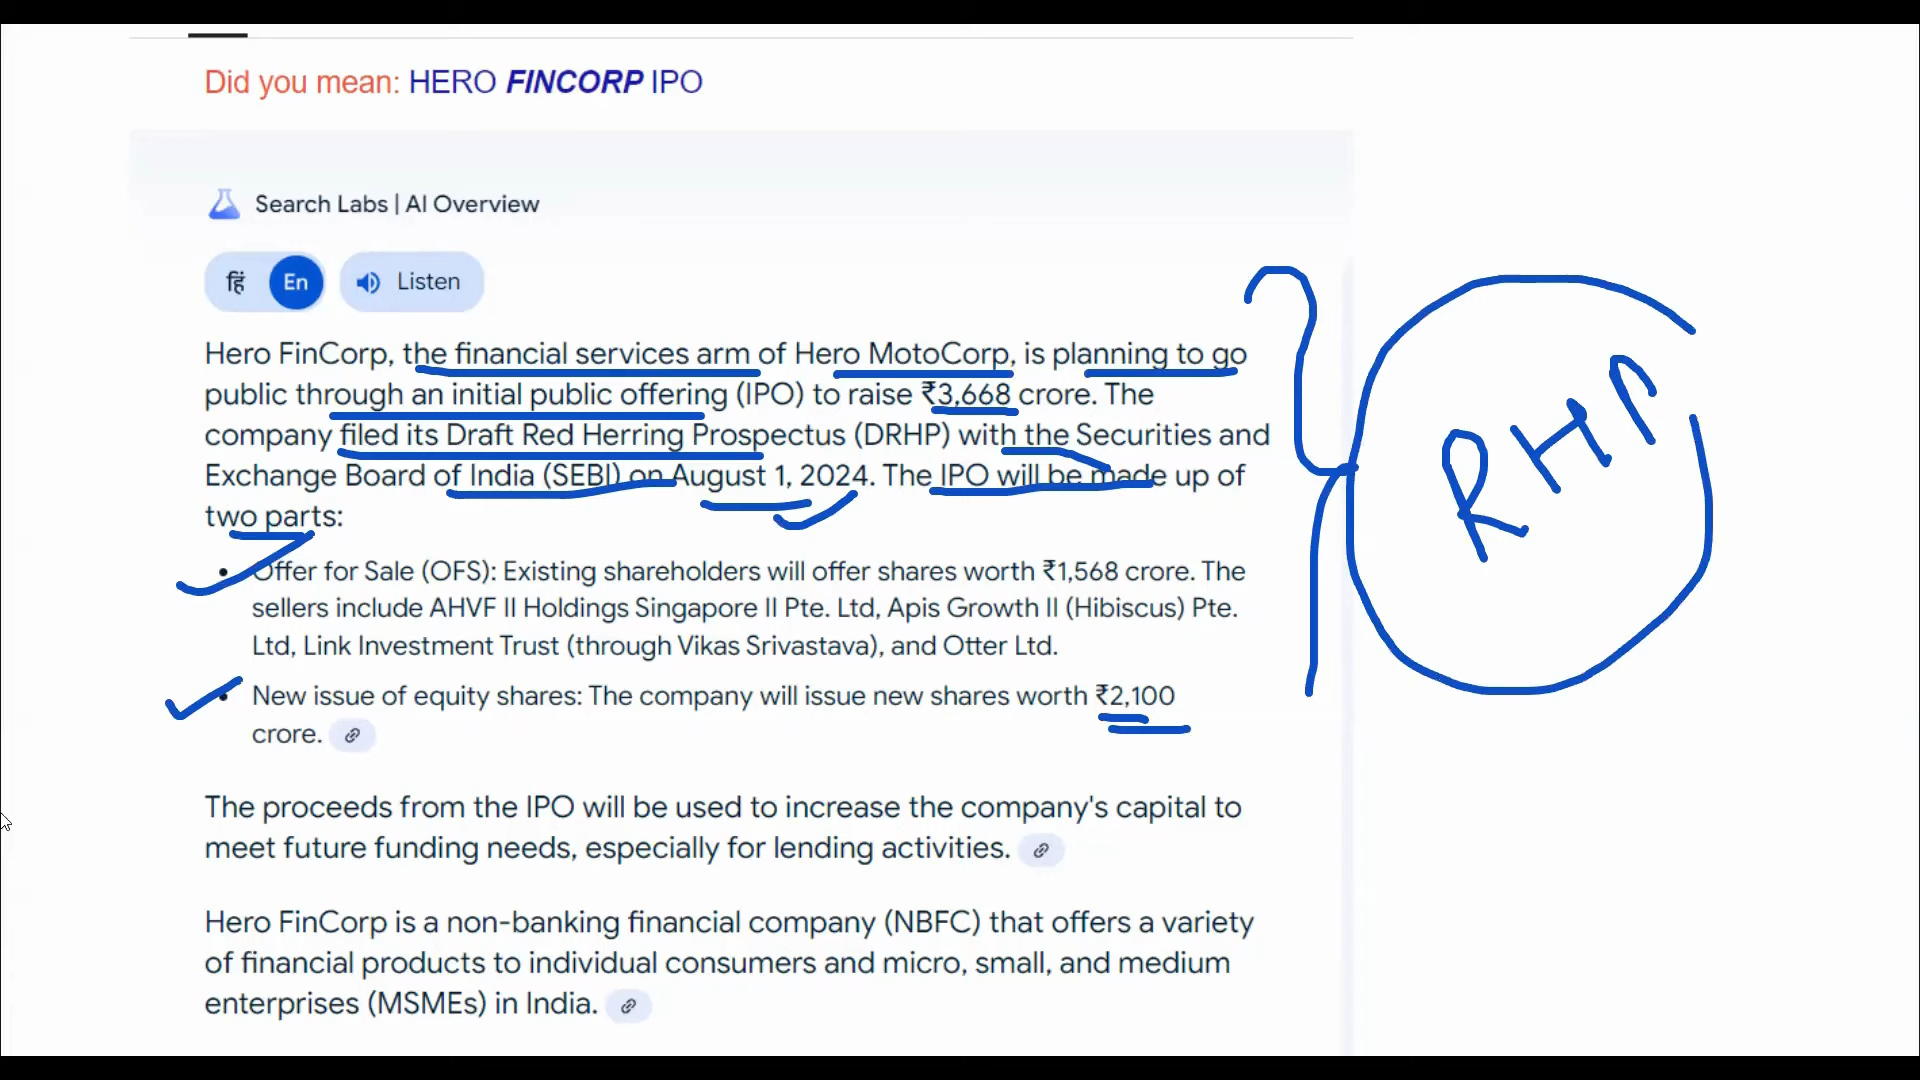 Did you mean: HERO FINCORP IPO
Search Labs | AI Overview
हिं En Listen
Hero FinCorp, the financial services arm of Hero MotoCorp, is planning to go
public through an initial public offering (IPO) to raise ₹3,668 crore. The
company filed its Draft Red Herring Prospectus (DRHP) with the Securities and
Exchange Board of India (SEBI) on August 1, 2024. The IPO will be made up of
two parts:
• Offer for Sale (OFS): Existing shareholders will offer shares worth ₹1,568 crore. The
sellers include AHVF II Holdings Singapore II Pte. Ltd, Apis Growth II (Hibiscus) Pte.
Ltd, Link Investment Trust (through Vikas Srivastava), and Otter Ltd.
• New issue of equity shares: The company will issue new shares worth ₹2,100
crore.
The proceeds from the IPO will be used to increase the company's capital to
meet future funding needs, especially for lending activities.
Hero FinCorp is a non-banking financial company (NBFC) that offers a variety
of financial products to individual consumers and micro, small, and medium
enterprises (MSMEs) in India.